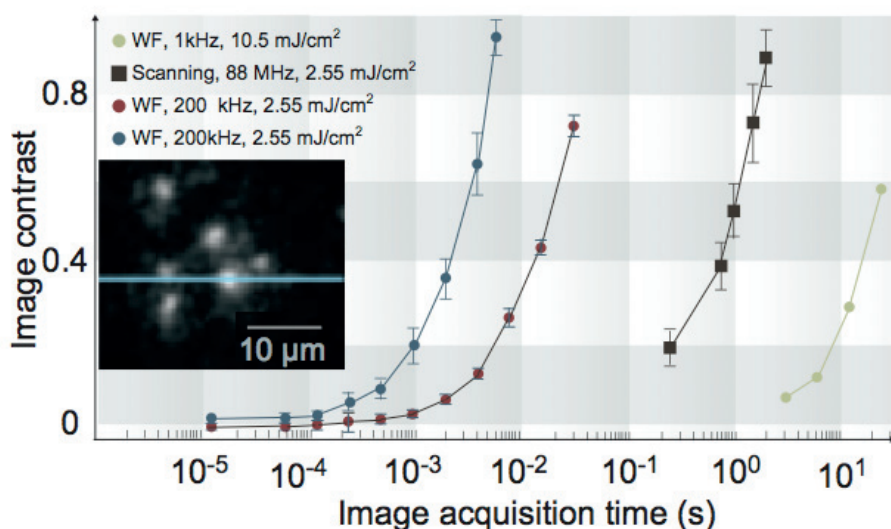 WF, 1kHz, 10.5 mJ/cm²
Scanning, 88 MHz, 2.55 mJ/cm²
WF, 200 kHz, 2.55 mJ/cm²
WF, 200kHz, 2.55 mJ/cm²
Image contrast
0.8
0.4
0
10 µm
10⁻⁵ 10⁻⁴ 10⁻³ 10⁻² 10⁻¹ 10⁰ 10¹
Image acquisition time (s)